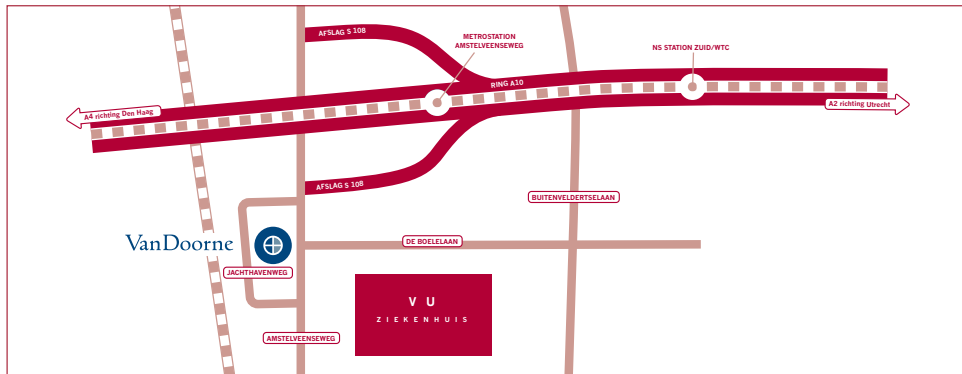 AFSLAG S 108
METROSTATION
AMSTELVEENSEWEG
NS STATION ZUID/WTC
RING A10
A4 richting Den Haag
A2 richting Utrecht
AFSLAG S 108
BUITENVELDERTSELAAN
VanDoorne
DE BOELELAAN
JACHTHAVENWEG
VU
ZIEKENHUIS
AMSTELVEENSEWEG